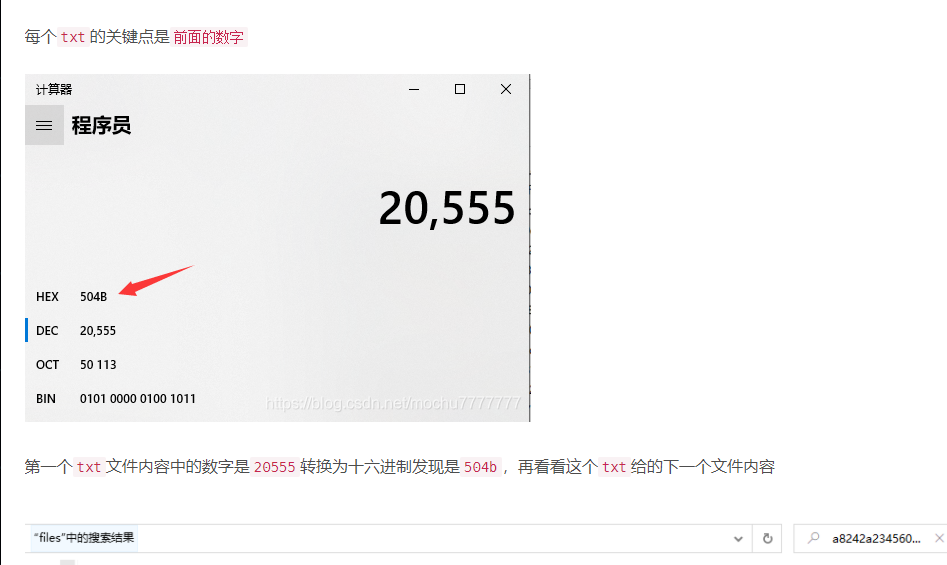 每个 txt 的关键点是 前面的数字
计算器
程序员
20,555
HEX 504B
DEC 20,555
OCT 50 113
BIN 0101 0000 0100 1011
https://blog.csdn.net/mochu7777777
第一个 txt 文件内容中的数字是 20555 转换为十六进制发现是 504b ，再看看这个 txt 给的下一个文件内容
"files"中的搜索结果
a8242a234560...